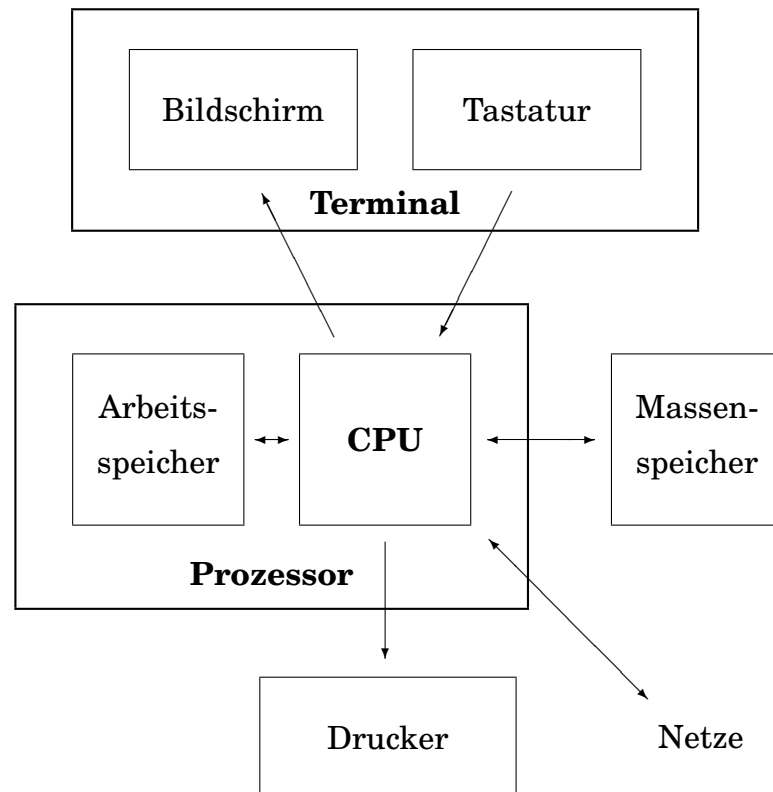 Bildschirm
Tastatur
Terminal
Arbeits-
speicher
CPU
Massen-
speicher
Prozessor
Drucker
Netze